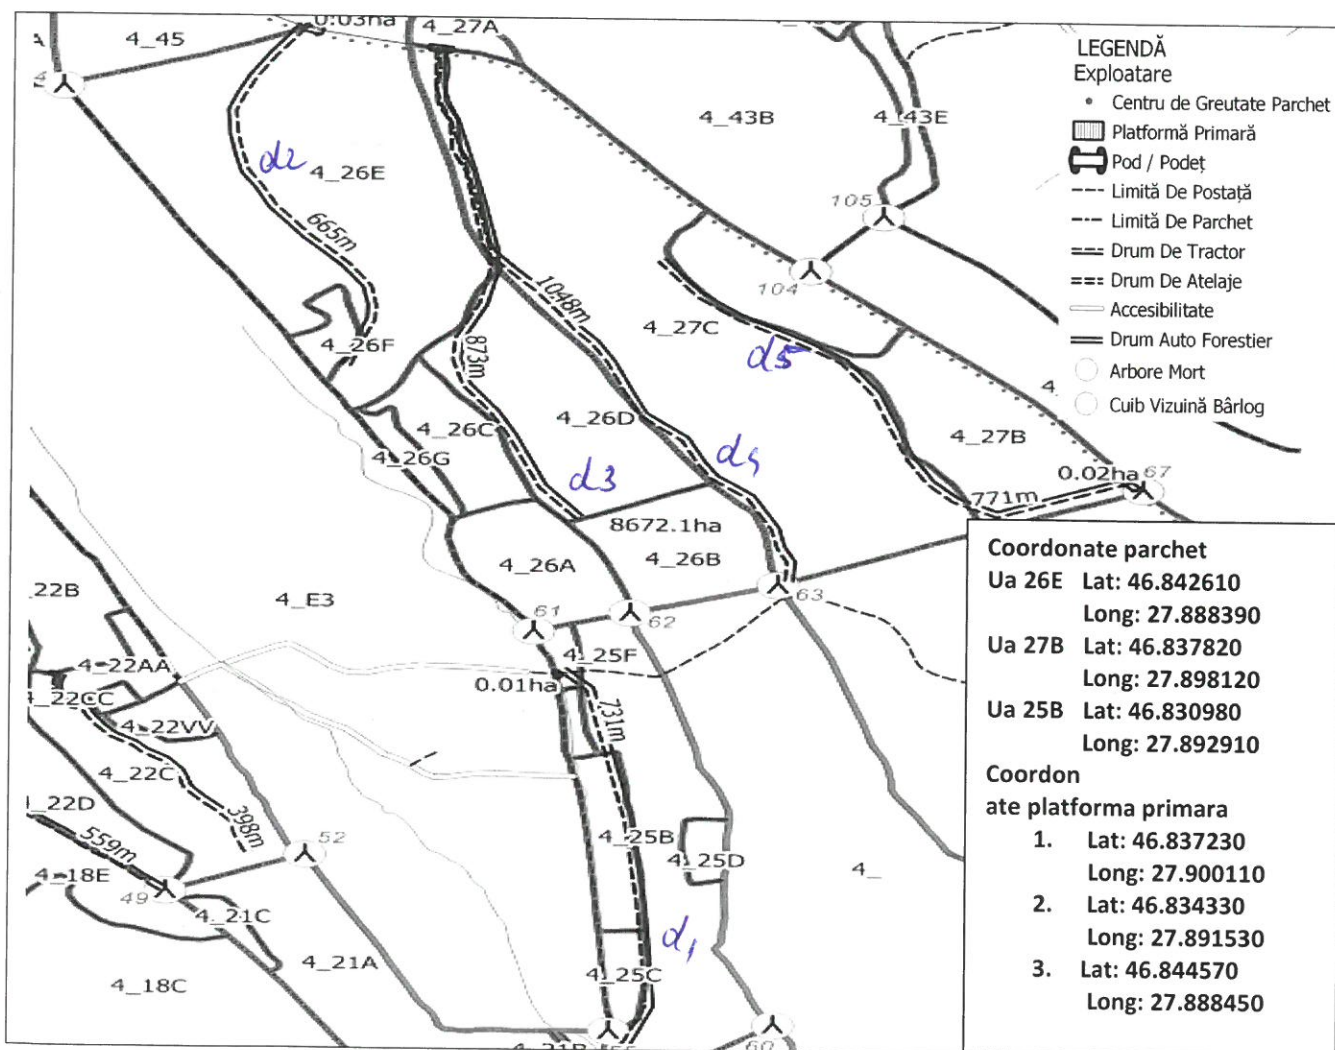 0.03ha
4_27A
4_45
4_43B
4_43E
d2
4_26E
105
665m
104
1048m
4_27C
4_26F
873m
d5
4_26D
4_26C
4_27B
4_26G
d4
0.02ha
67
d3
771m
8672.1ha
4_26A
4_26B
22B
4_E3
61
62
63
4_25F
4_22AA
0.01ha
4_22VV
731m
4_22C
22D
398m
52
4_25B
559m
4_25D
4_
4_18E
49
4_21C
d1
4_21A
4_25C
4_18C
60
LEGENDĂ
Exploatare
Centru de Greutate Parchet
Platformă Primară
Pod / Podeț
Limită De Postață
Limită De Parchet
Drum De Tractor
Drum De Atelaje
Accesibilitate
Drum Auto Forestier
Arbore Mort
Cuib Vizuină Bârlog
Coordonate parchet
Ua 26E Lat: 46.842610
Long: 27.888390
Ua 27B Lat: 46.837820
Long: 27.898120
Ua 25B Lat: 46.830980
Long: 27.892910
Coordon
ate platforma primara
1. Lat: 46.837230
Long: 27.900110
2. Lat: 46.834330
Long: 27.891530
3. Lat: 46.844570
Long: 27.888450